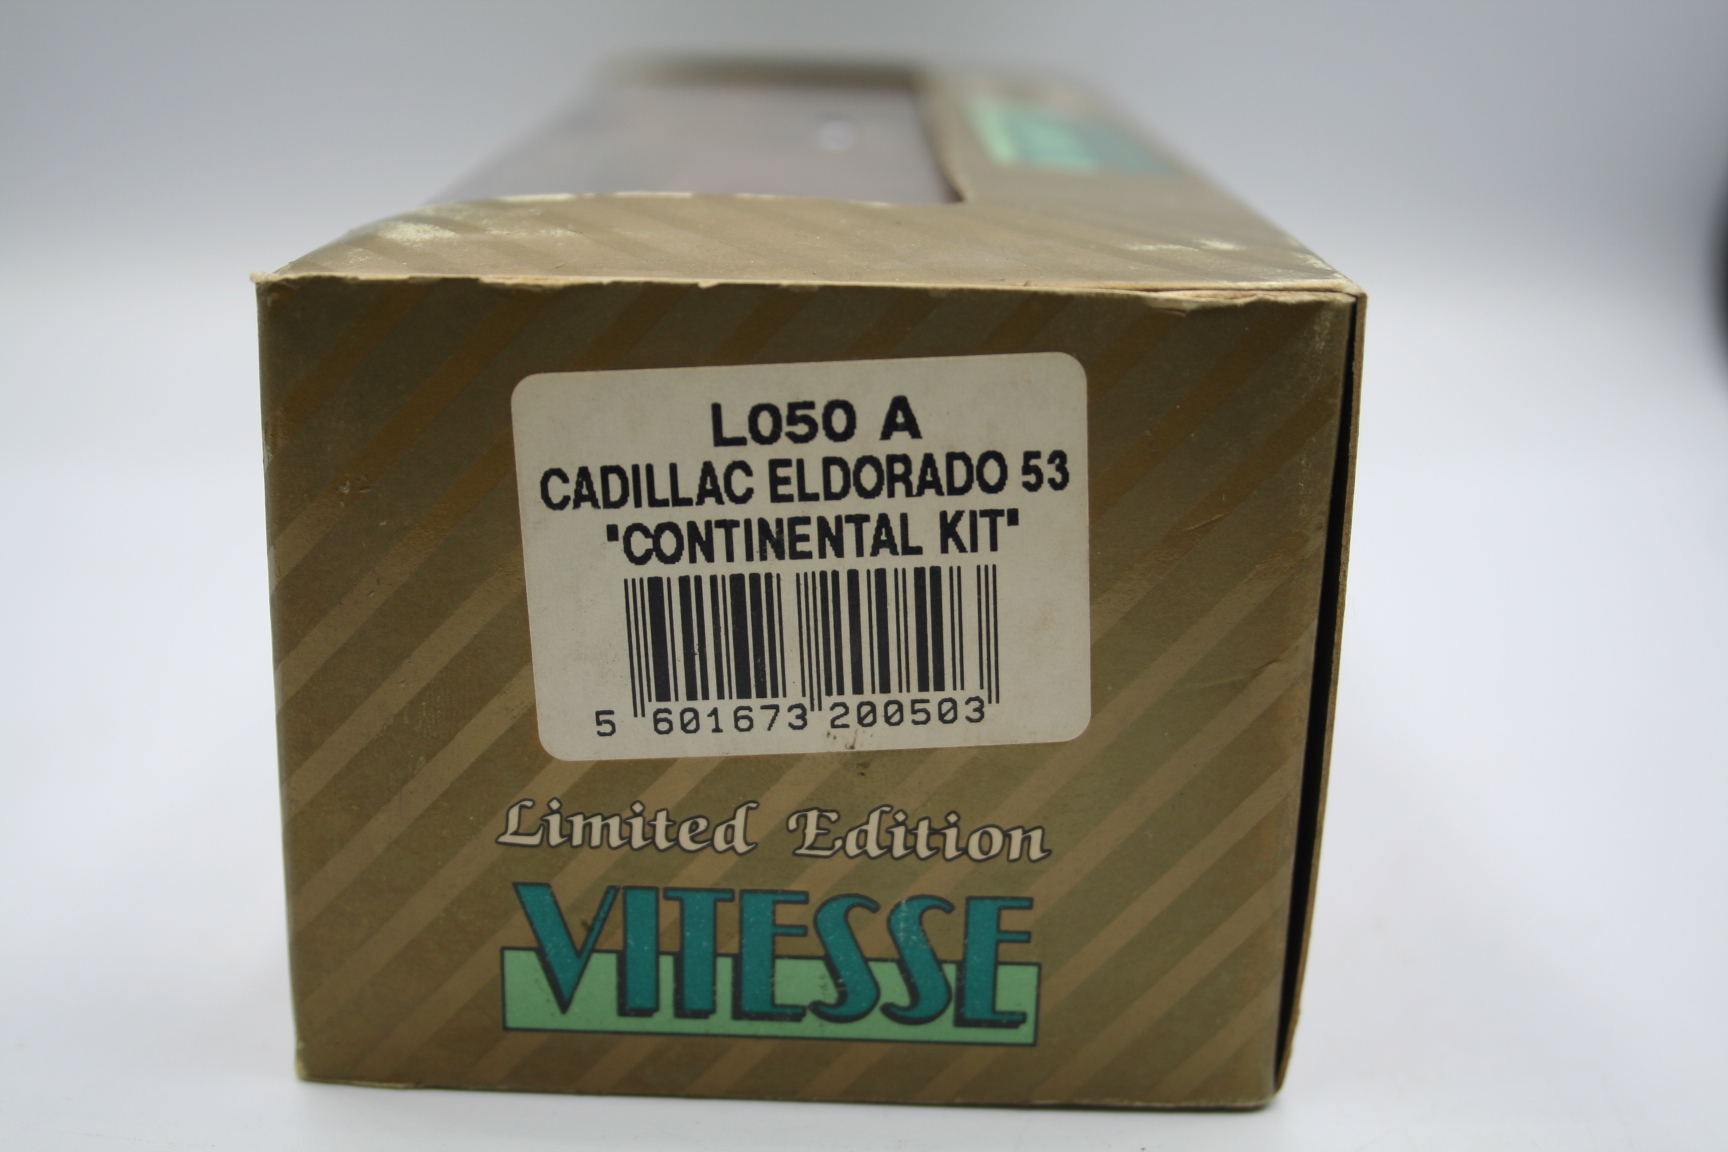 L050 A
CADILLAC ELDORADO 53
"CONTINENTAL KIT"
5 601673 200503
Limited Edition
VITESSE